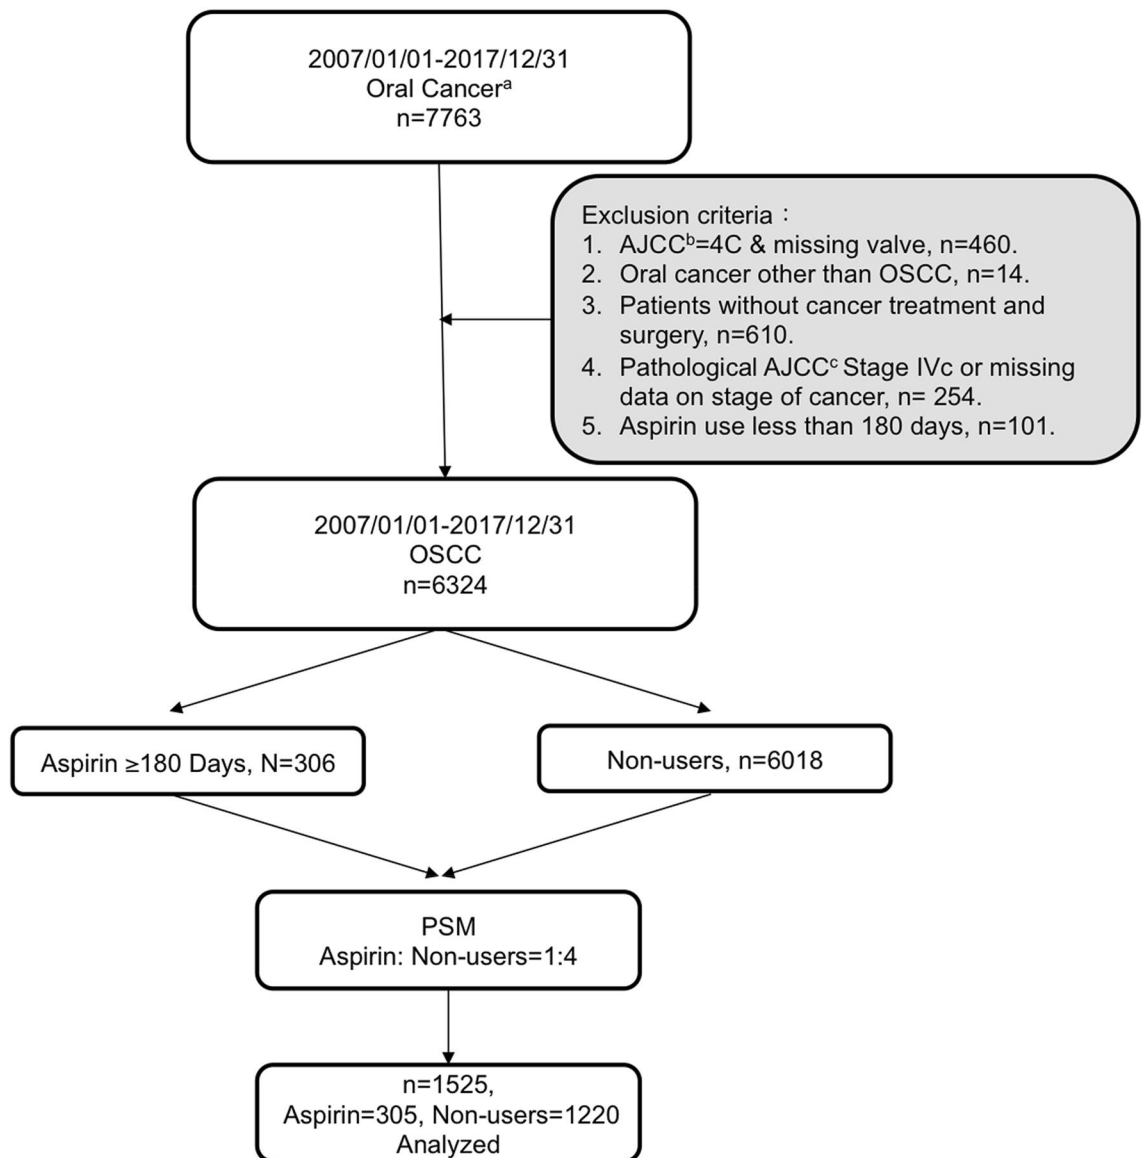 2007/01/01-2017/12/31
Oral Cancerᵃ
n=7763
Exclusion criteria：
1. AJCCᵇ=4C & missing valve, n=460.
2. Oral cancer other than OSCC, n=14.
3. Patients without cancer treatment and
surgery, n=610.
4. Pathological AJCCᶜ Stage IVc or missing
data on stage of cancer, n= 254.
5. Aspirin use less than 180 days, n=101.
2007/01/01-2017/12/31
OSCC
n=6324
Aspirin ≥180 Days, N=306
Non-users, n=6018
PSM
Aspirin: Non-users=1:4
n=1525,
Aspirin=305, Non-users=1220
Analyzed